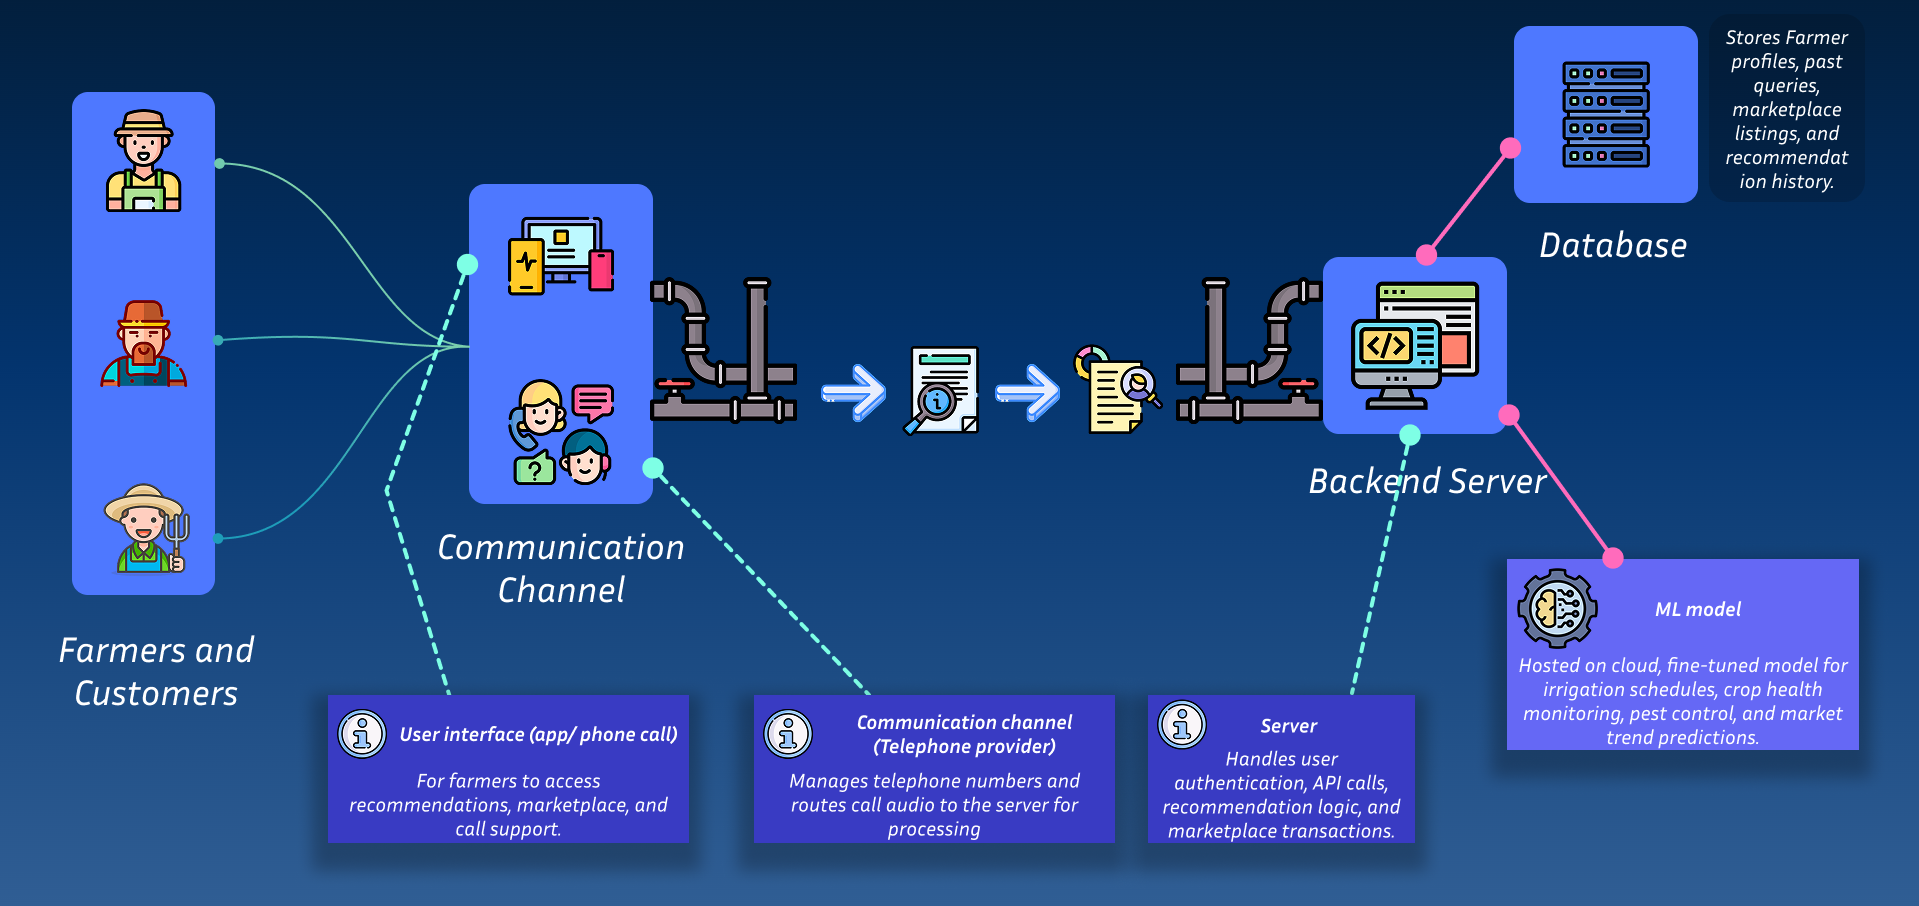 Stores Farmer
profiles, past
queries,
marketplace
listings, and
recommendat
ion history.
Database
Backend Server
Communication
Channel
Farmers and
Customers
ML model
Hosted on cloud, fine-tuned model for
irrigation schedules, crop health
monitoring, pest control, and market
trend predictions.
User interface (app/ phone call)
For farmers to access
recommendations, marketplace, and
call support.
Communication channel
(Telephone provider)
Manages telephone numbers and
routes call audio to the server for
processing
Server
Handles user
authentication, API calls,
recommendation logic, and
marketplace transactions.